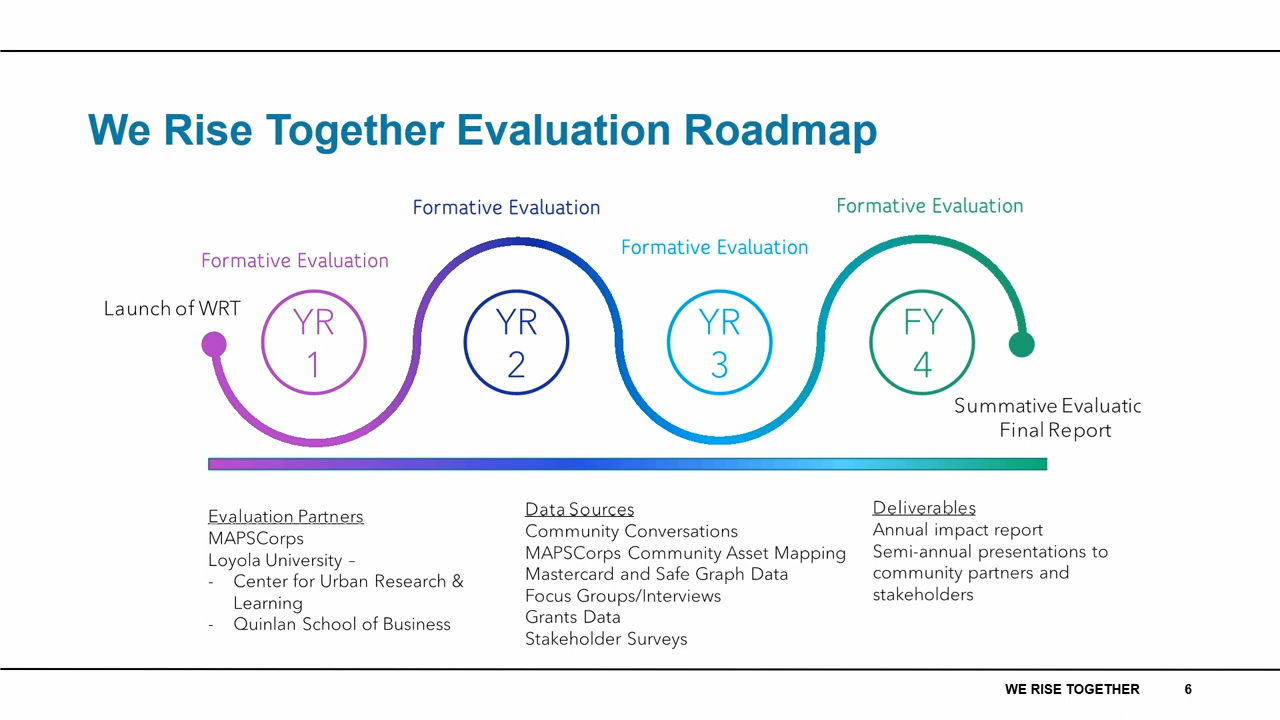 We Rise Together Evaluation Roadmap
Formative Evaluation
Formative Evaluation
Formative Evaluation
Formative Evaluation
Launch of WRT
YR
1
YR
2
YR
3
FY
4
Summative Evaluatic
Final Report
Evaluation Partners
MAPSCorps
Loyola University –
- Center for Urban Research &
Learning
- Quinlan School of Business
Data Sources
Community Conversations
MAPSCorps Community Asset Mapping
Mastercard and Safe Graph Data
Focus Groups/Interviews
Grants Data
Stakeholder Surveys
Deliverables
Annual impact report
Semi-annual presentations to
community partners and
stakeholders
WE RISE TOGETHER 6